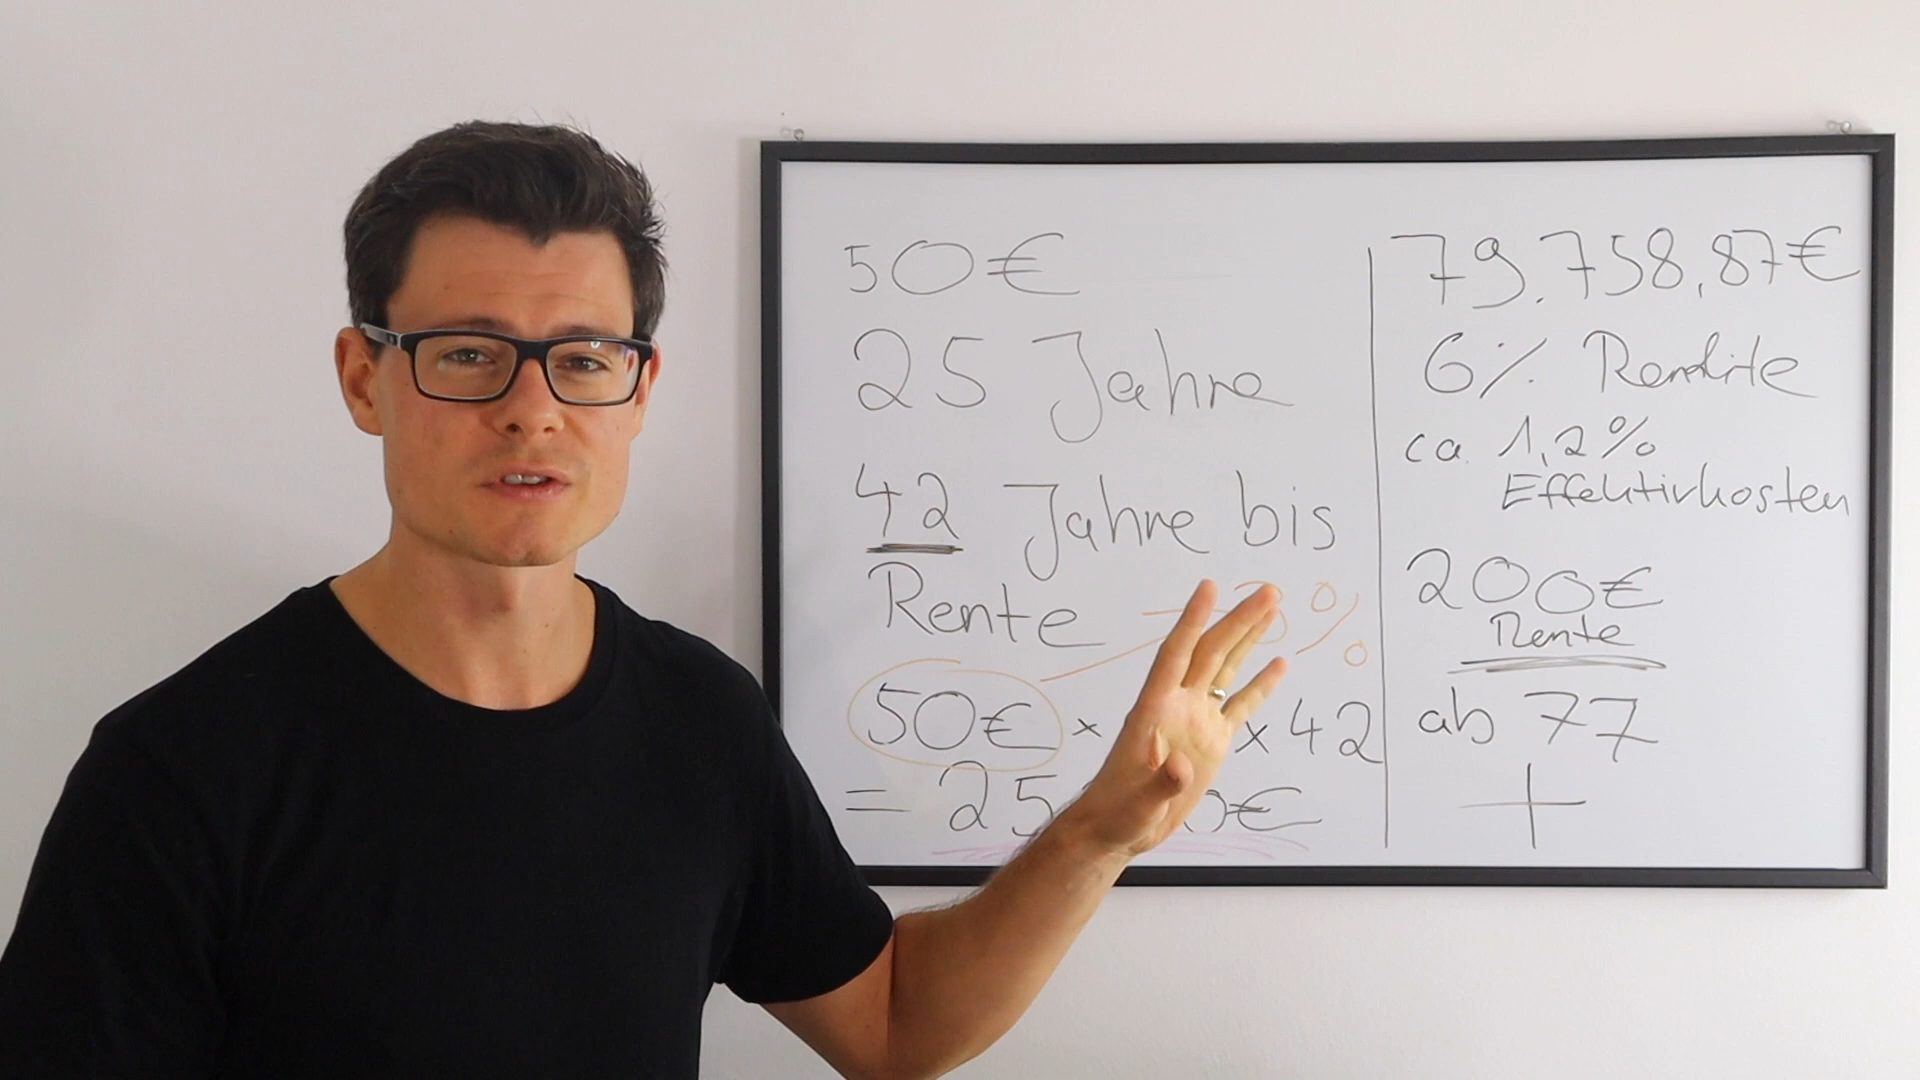 50€
25 Jahre
42 Jahre bis
Rente %
50€ × x 42
= 25 0€
79.758,87€
6% Rendite
ca. 1,2%
Effektivkosten
200€
Rente
ab 77
+